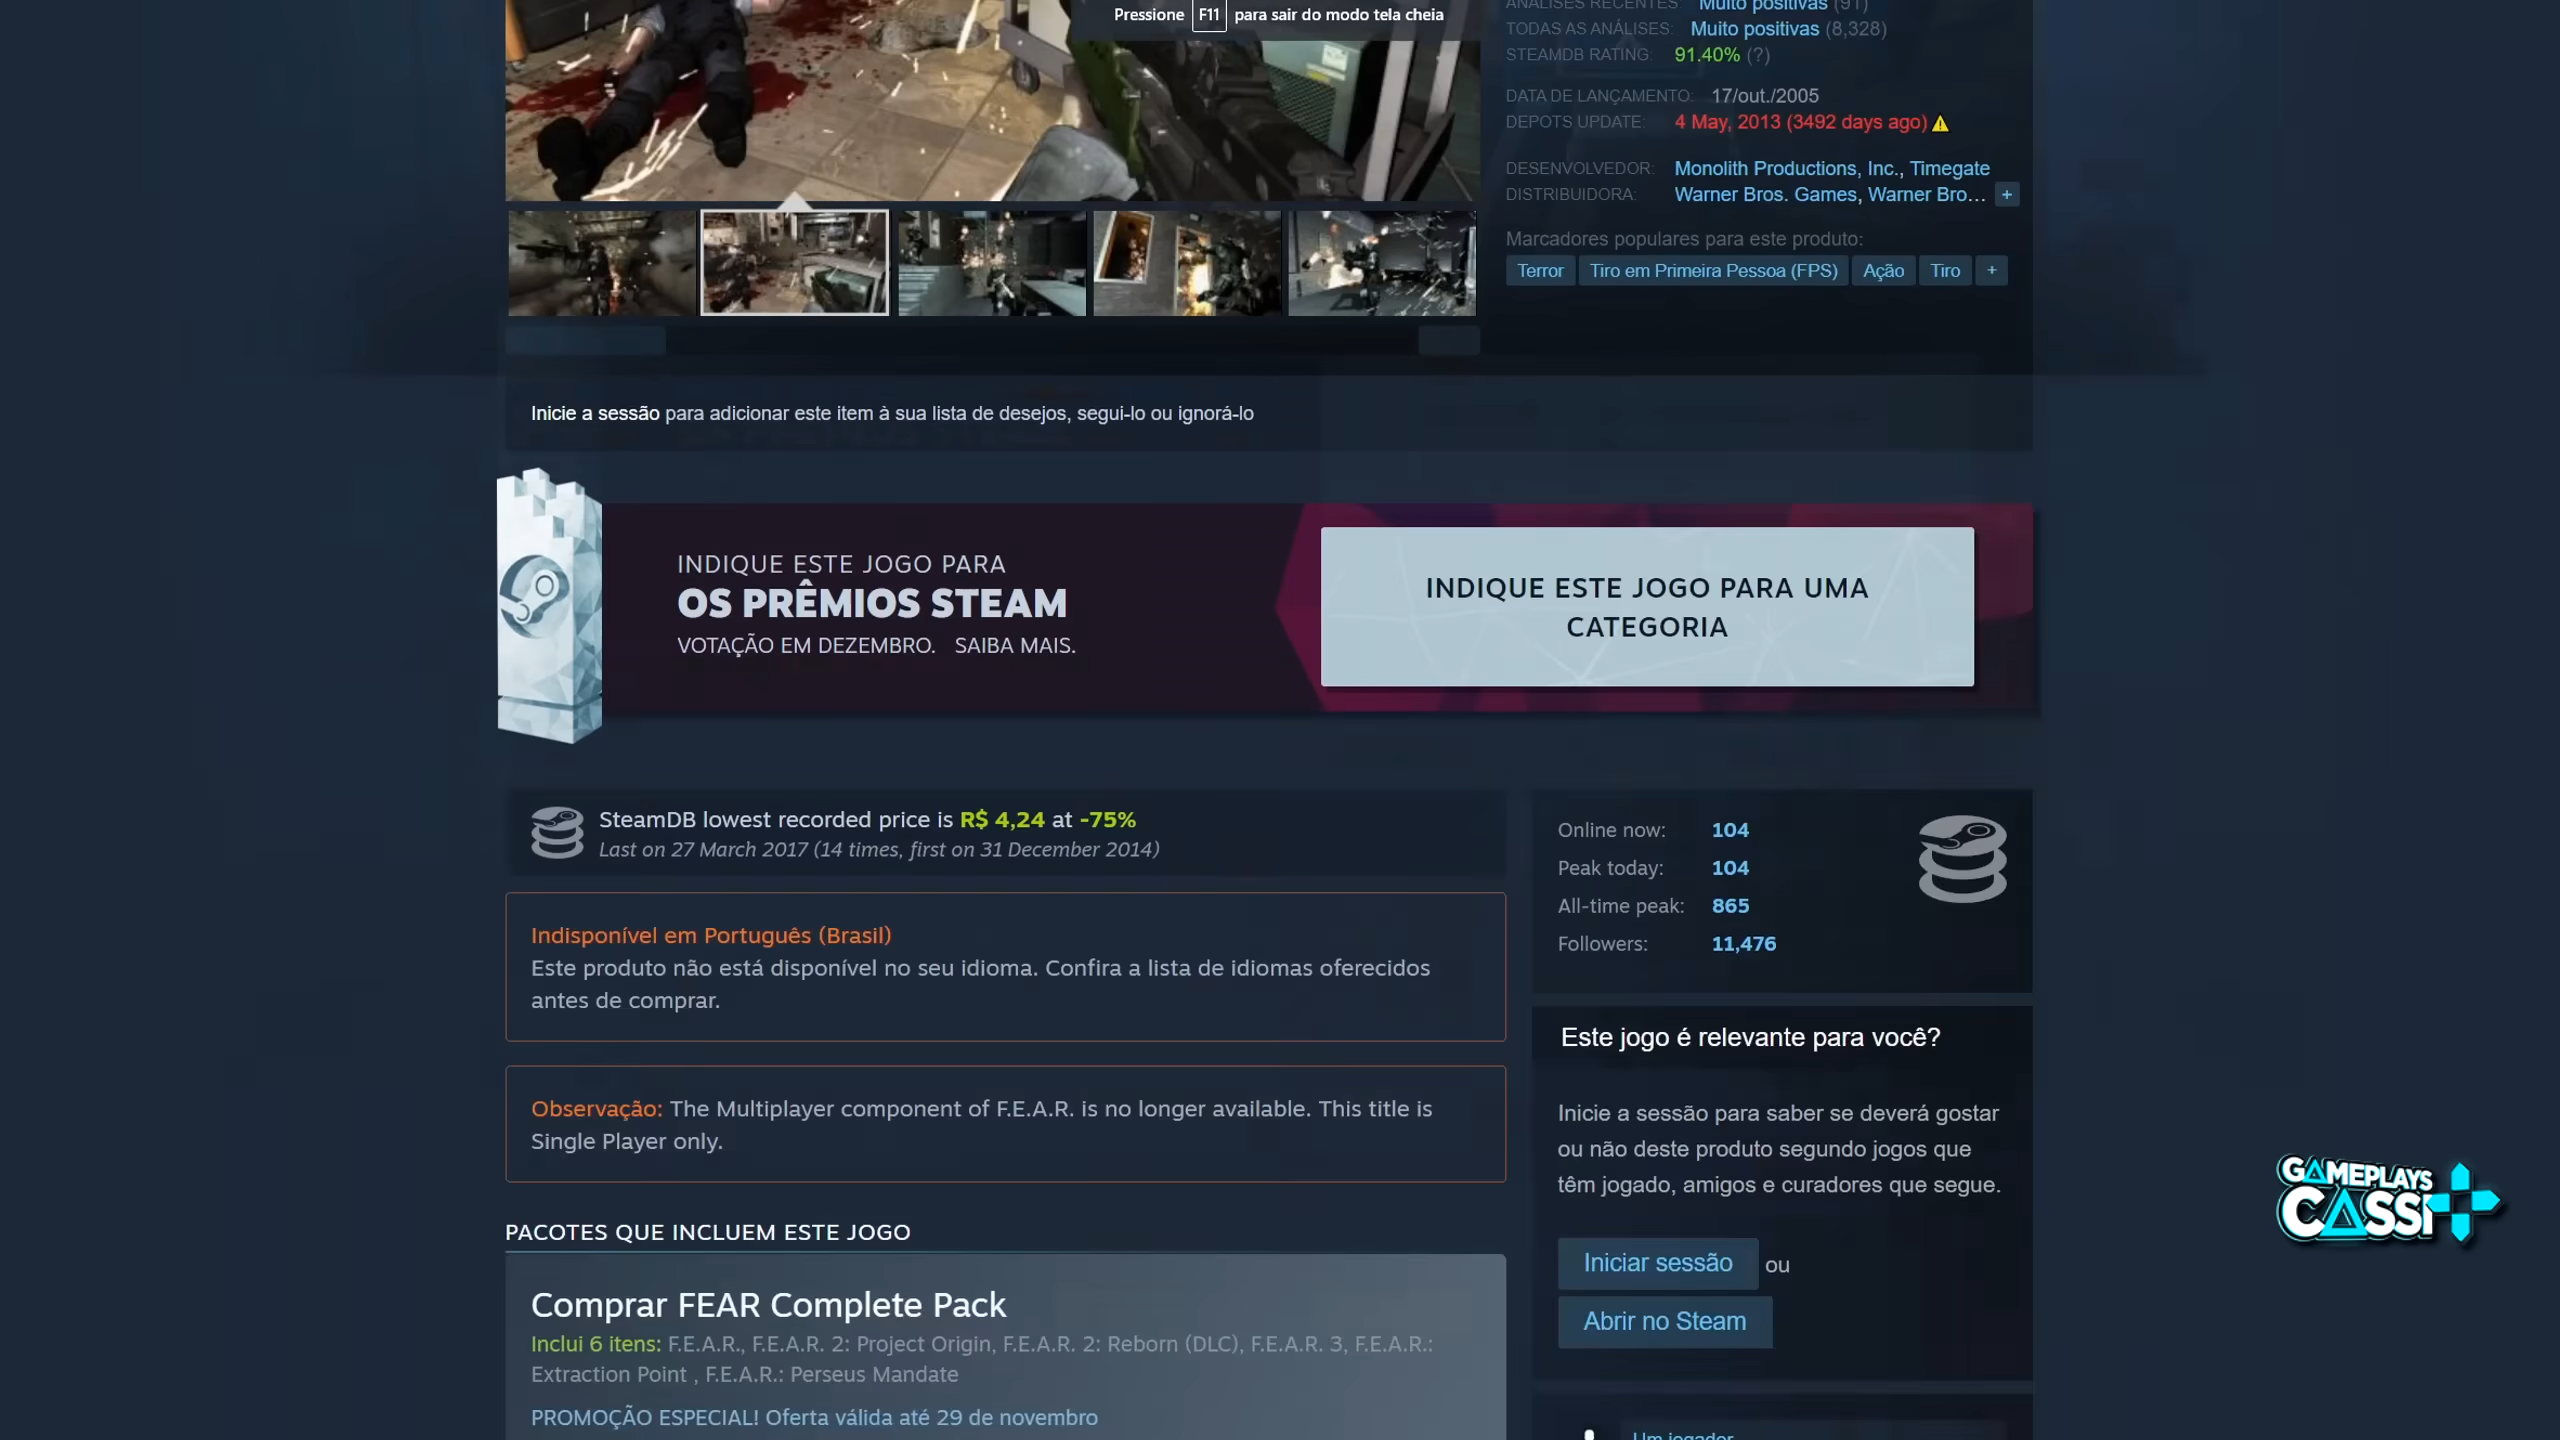 Pressione F11 para sair do modo tela cheia
ANÁLISES RECENTES: Muito positivas (91)
TODAS AS ANÁLISES: Muito positivas (8,328)
STEAMDB RATING: 91.40% (?)
DATA DE LANÇAMENTO: 17/out./2005
DEPOTS UPDATE: 4 May, 2013 (3492 days ago)
DESENVOLVEDOR: Monolith Productions, Inc., Timegate
DISTRIBUIDORA: Warner Bros. Games, Warner Bro... +
Marcadores populares para este produto:
Terror Tiro em Primeira Pessoa (FPS) Ação Tiro +
Inicie a sessão para adicionar este item à sua lista de desejos, segui-lo ou ignorá-lo
INDIQUE ESTE JOGO PARA
OS PRÊMIOS STEAM
VOTAÇÃO EM DEZEMBRO. SAIBA MAIS.
INDIQUE ESTE JOGO PARA UMA
CATEGORIA
SteamDB lowest recorded price is R$ 4,24 at -75%
Last on 27 March 2017 (14 times, first on 31 December 2014)
Indisponível em Português (Brasil)
Este produto não está disponível no seu idioma. Confira a lista de idiomas oferecidos
antes de comprar.
Observação: The Multiplayer component of F.E.A.R. is no longer available. This title is
Single Player only.
PACOTES QUE INCLUEM ESTE JOGO
Comprar FEAR Complete Pack
Inclui 6 itens: F.E.A.R., F.E.A.R. 2: Project Origin, F.E.A.R. 2: Reborn (DLC), F.E.A.R. 3, F.E.A.R.:
Extraction Point , F.E.A.R.: Perseus Mandate
PROMOÇÃO ESPECIAL! Oferta válida até 29 de novembro
Online now: 104
Peak today: 104
All-time peak: 865
Followers: 11,476
Este jogo é relevante para você?
Inicie a sessão para saber se deverá gostar
ou não deste produto segundo jogos que
têm jogado, amigos e curadores que segue.
Iniciar sessão ou
Abrir no Steam
Um jogador
GAMEPLAYS
CASSI